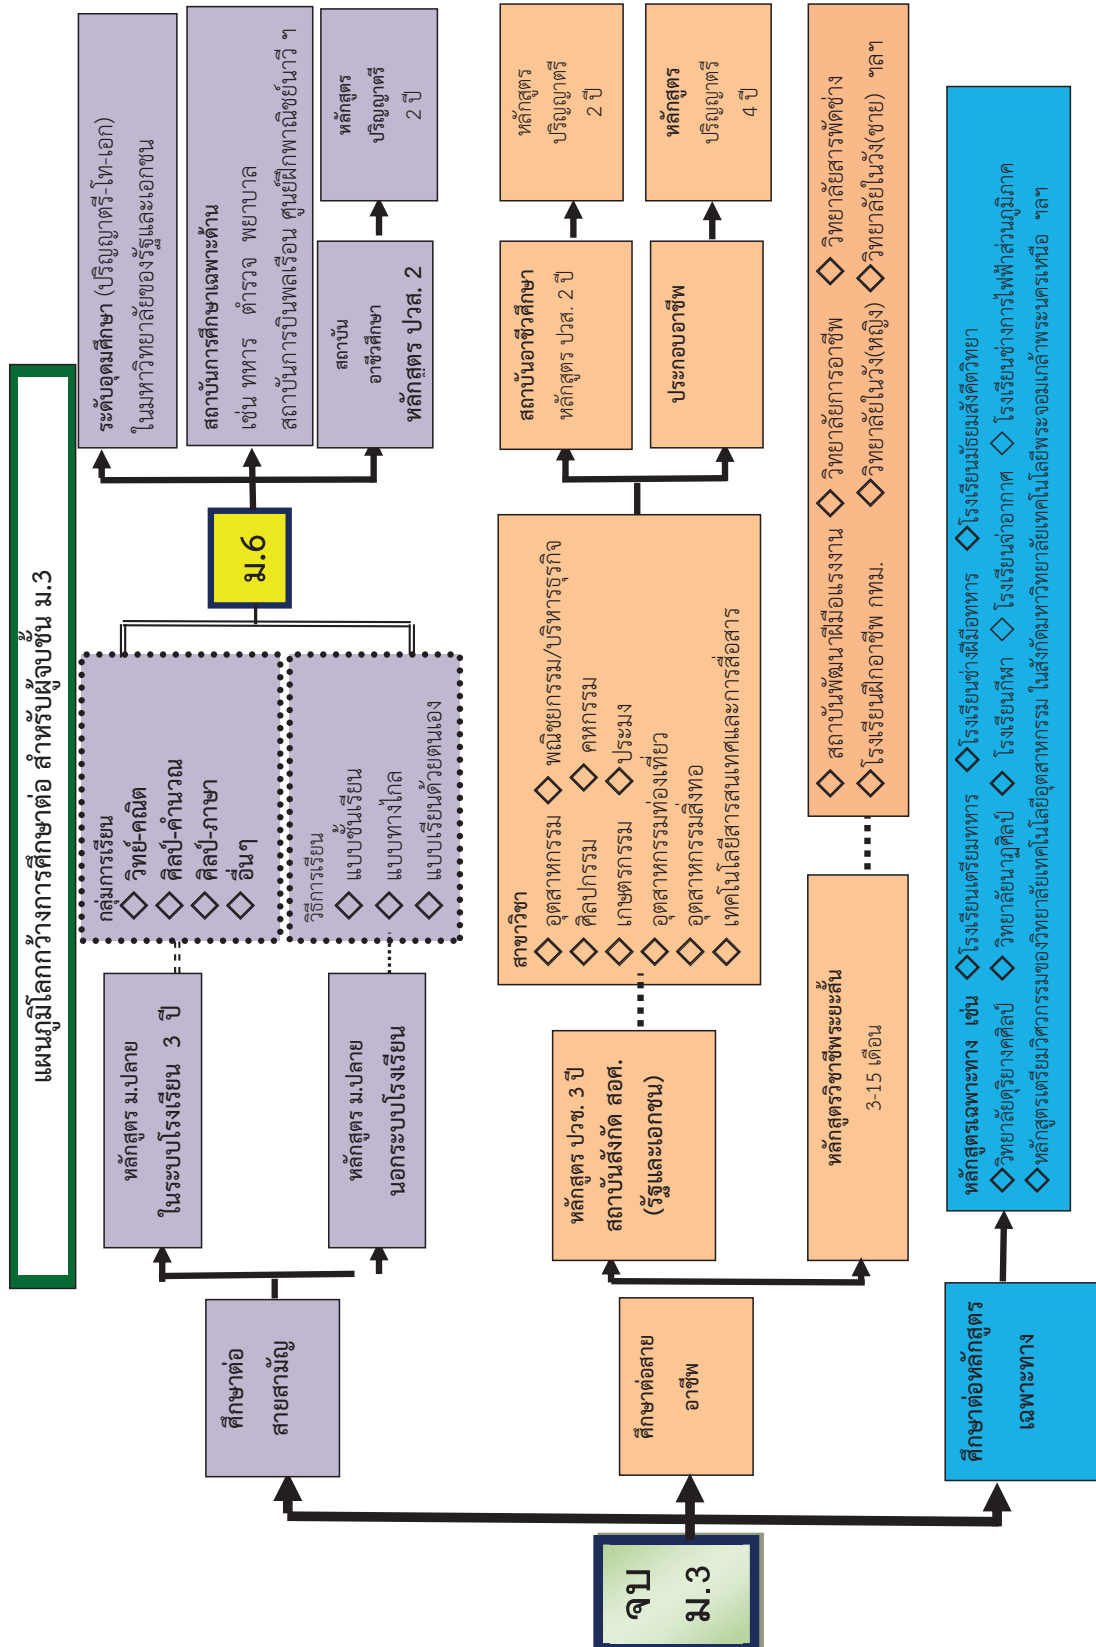 แผนภูมิโลกกว้างทางการศึกษาต่อ สำหรับผู้จบชั้น ม.3
จบ
ม.3
ศึกษาต่อ
สายสามัญ
หลักสูตร ม.ปลาย
ในระบบโรงเรียน 3 ปี
หลักสูตร ม.ปลาย
นอกระบบโรงเรียน
กลุ่มการเรียน
วิทย์-คณิต
ศิลป์-คำนวณ
ศิลป์-ภาษา
อื่นๆ
วิธีการเรียน
แบบชั้นเรียน
แบบทางไกล
แบบเรียนด้วยตนเอง
ม.6
ระดับอุดมศึกษา (ปริญญาตรี-โท-เอก)
ในมหาวิทยาลัยของรัฐและเอกชน
สถาบันการศึกษาเฉพาะด้าน
เช่น ทหาร ตำรวจ พยาบาล
สถาบันการบินพลเรือน ศูนย์ฝึกพาณิชย์นาวี ฯ
สถาบัน
อาชีวศึกษา
หลักสูตร ปวส. 2
หลักสูตร
ปริญญาตรี
2 ปี
ศึกษาต่อสาย
อาชีพ
หลักสูตร ปวช. 3 ปี
สถาบันสังกัด สอศ.
(รัฐและเอกชน)
สาขาวิชา
อุตสาหกรรม พณิชยกรรม/บริหารธุรกิจ
ศิลปกรรม คหกรรม
เกษตรกรรม ประมง
อุตสาหกรรมท่องเที่ยว
อุตสาหกรรมสิ่งทอ
เทคโนโลยีสารสนเทศและการสื่อสาร
สถาบันอาชีวศึกษา
หลักสูตร ปวส. 2 ปี
หลักสูตร
ปริญญาตรี
2 ปี
ประกอบอาชีพ
หลักสูตร
ปริญญาตรี
4 ปี
หลักสูตรวิชาชีพระยะสั้น
3-15 เดือน
สถาบันพัฒนาฝีมือแรงงาน วิทยาลัยการอาชีพ วิทยาลัยสารพัดช่าง
โรงเรียนฝึกอาชีพ กทม. วิทยาลัยในวัง(หญิง) วิทยาลัยในวัง(ชาย) ฯลฯ
ศึกษาต่อหลักสูตร
เฉพาะทาง
หลักสูตรเฉพาะทาง เช่น โรงเรียนเตรียมทหาร โรงเรียนช่างฝีมือทหาร โรงเรียนมัธยมสังคีตวิทยา
วิทยาลัยดุริยางคศิลป์ วิทยาลัยนาฏศิลป์ โรงเรียนกีฬา โรงเรียนจ่าอากาศ โรงเรียนช่างการไฟฟ้าส่วนภูมิภาค
หลักสูตรเตรียมวิศวกรรมของวิทยาลัยเทคโนโลยีอุตสาหกรรม ในสังกัดมหาวิทยาลัยเทคโนโลยีพระจอมเกล้าพระนครเหนือ ฯลฯ